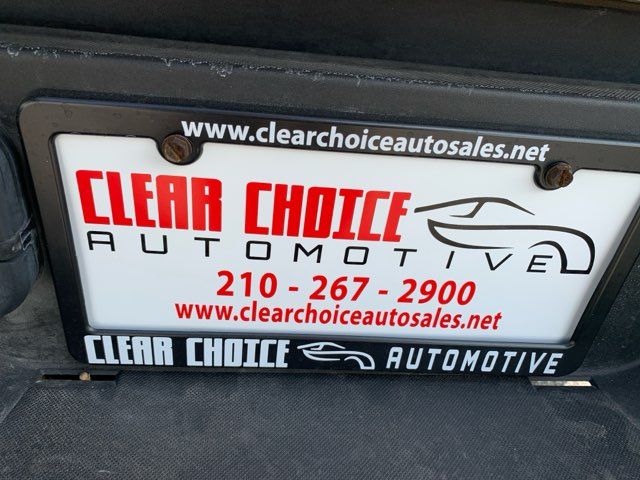 www.clearchoiceautosales.net
CLEAR CHOICE
AUTOMOTIVE
210 - 267 - 2900
www.clearchoiceautosales.net
CLEAR CHOICE AUTOMOTIVE